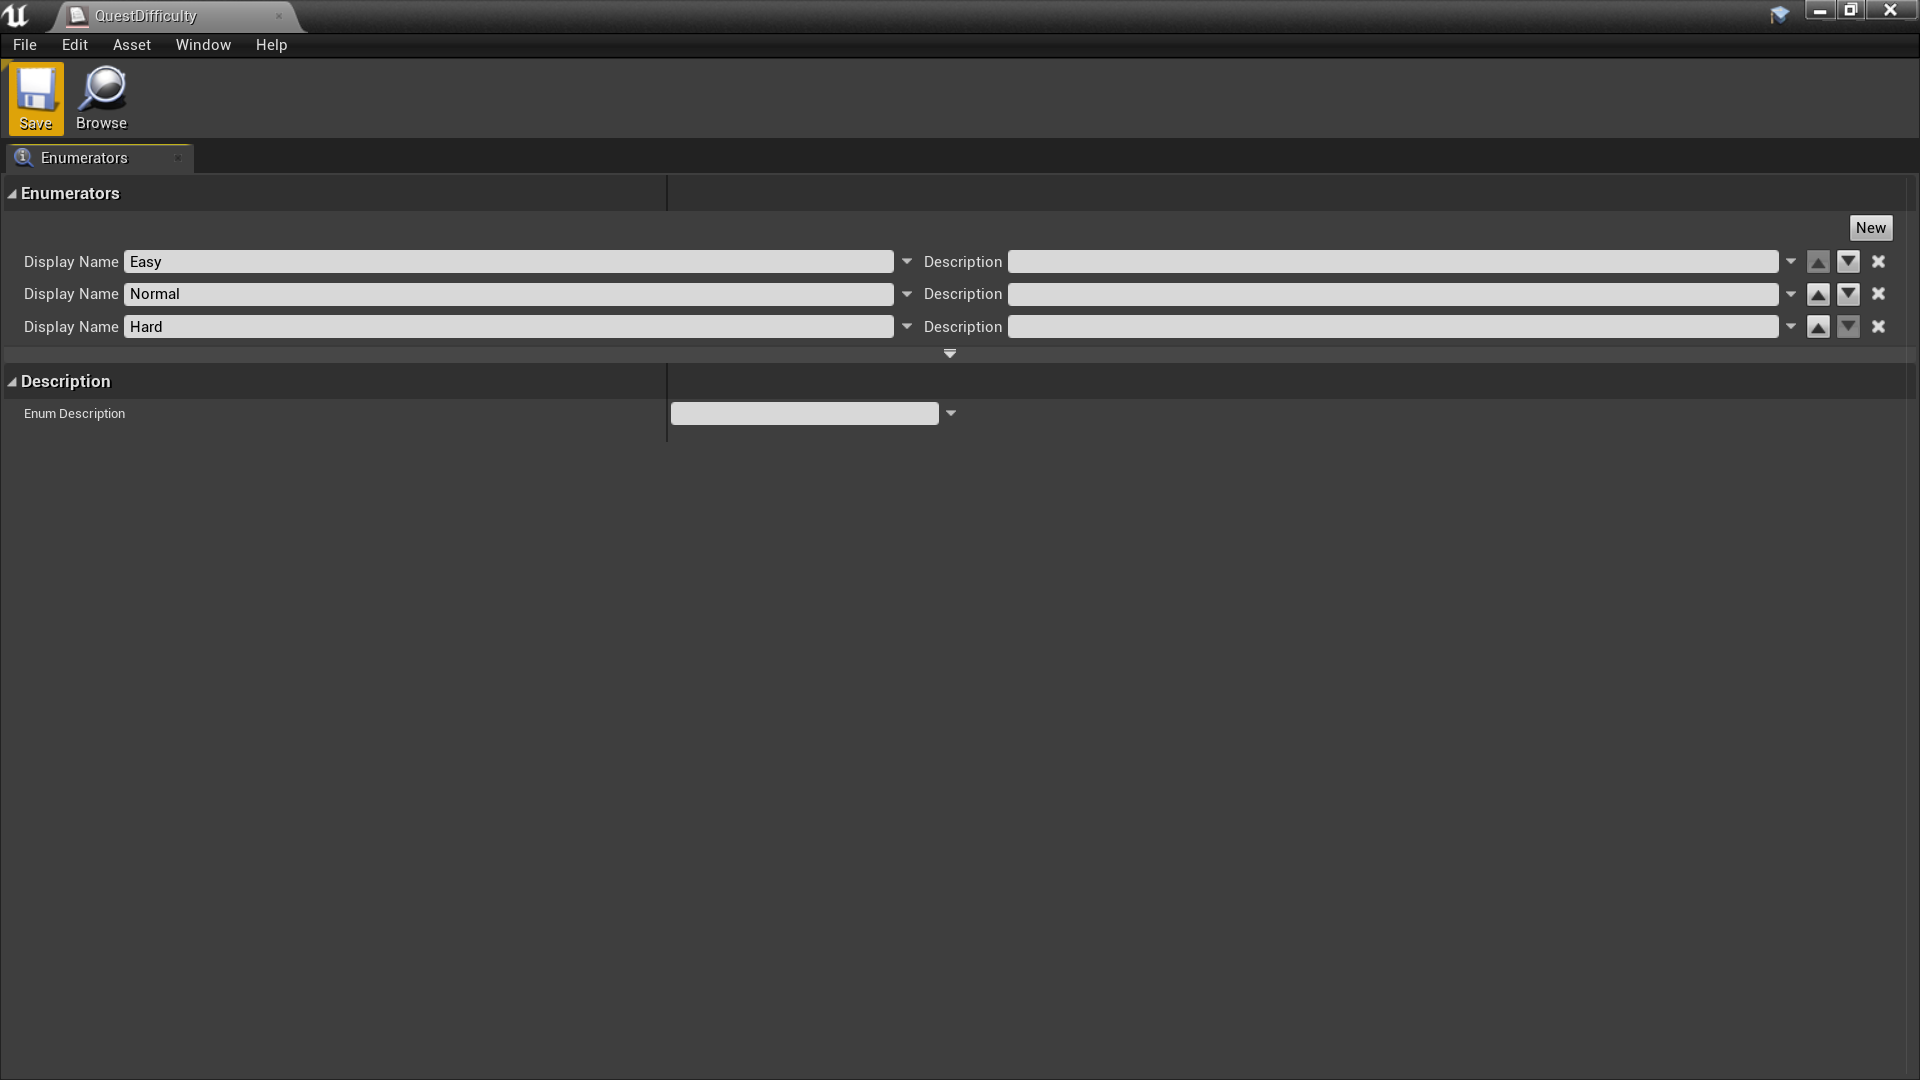 QuestDifficulty
File Edit Asset Window Help
Save Browse
Enumerators
Enumerators
New
Display Name Easy Description
Display Name Normal Description
Display Name Hard Description
Description
Enum Description